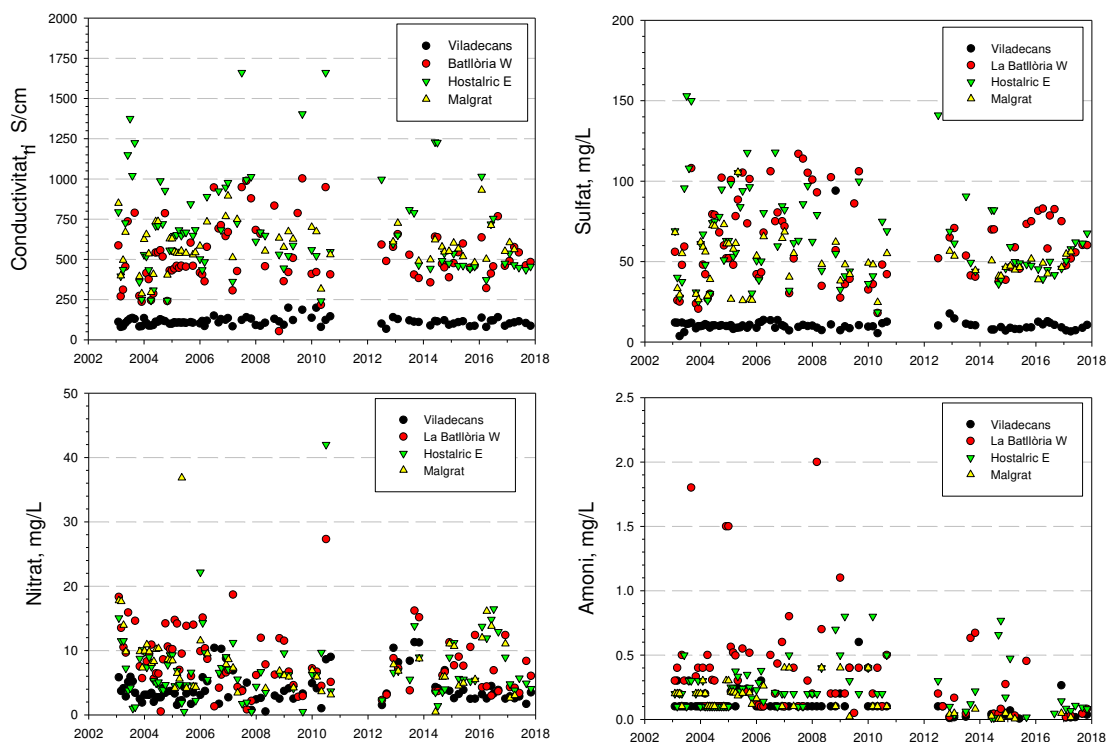 Conductivitat, µS/cm
2000
1750
1500
1250
1000
750
500
250
0
2002 2004 2006 2008 2010 2012 2014 2016 2018
Viladecans
Batllòria W
Hostalric E
Malgrat
Sulfat, mg/L
200
150
100
50
0
2002 2004 2006 2008 2010 2012 2014 2016 2018
Viladecans
La Batllòria W
Hostalric E
Malgrat
Nitrat, mg/L
50
40
30
20
10
0
2002 2004 2006 2008 2010 2012 2014 2016 2018
Viladecans
La Batllòria W
Hostalric E
Malgrat
Amoni, mg/L
2.5
2.0
1.5
1.0
0.5
0.0
2002 2004 2006 2008 2010 2012 2014 2016 2018
Viladecans
La Batllòria W
Hostalric E
Malgrat